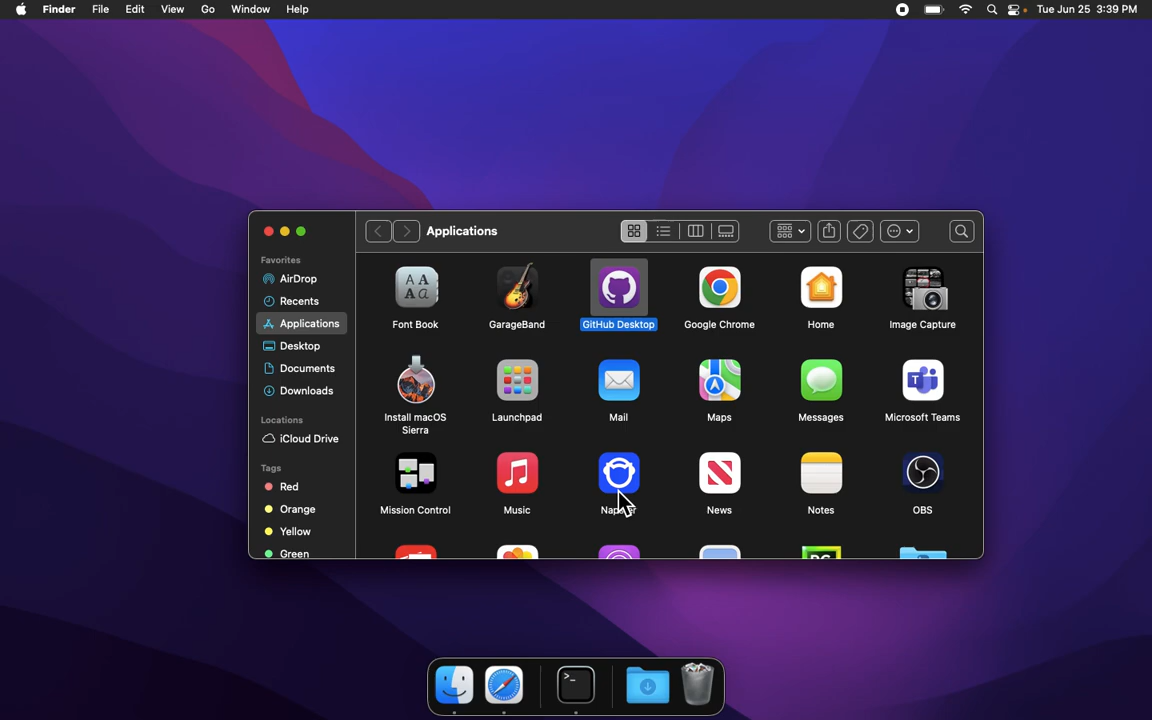 Finder File Edit View Go Window Help Tue Jun 25 3:39 PM
Applications
Favorites
AirDrop
Recents
Applications
Desktop
Documents
Downloads
Locations
iCloud Drive
Tags
Red
Orange
Yellow
Green
Font Book GarageBand GitHub Desktop Google Chrome Home Image Capture
Install macOS Launchpad Mail Maps Messages Microsoft Teams
Sierra
Mission Control Music News Notes OBS